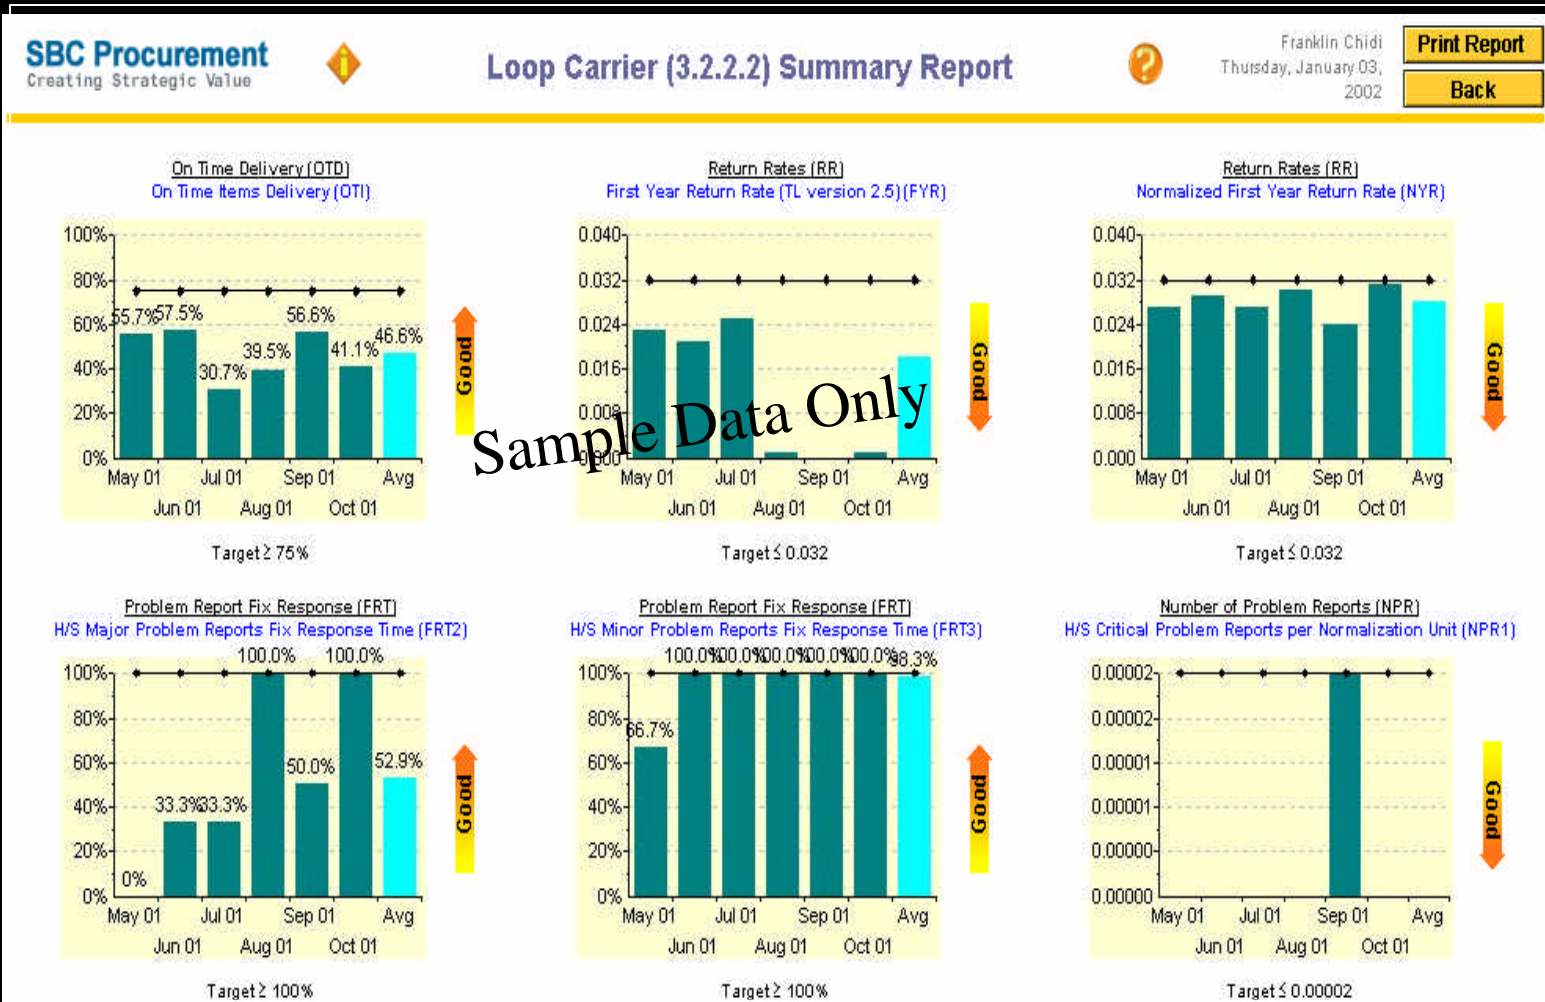 SBC Procurement
Creating Strategic Value
i
Loop Carrier (3.2.2.2) Summary Report
?
Franklin Chidi
Thursday, January 03,
2002
Print Report
Back
On Time Delivery (OTD)
On Time Items Delivery (OTI)
100%
80%
60%
40%
20%
0%
55.7%
57.5%
30.7%
39.5%
56.6%
41.1%
46.6%
May 01 Jul 01 Sep 01 Avg
Jun 01 Aug 01 Oct 01
Good
Target ≥ 75%
Return Rates (RR)
First Year Return Rate (TL version 2.5) (FYR)
0.040
0.032
0.024
0.016
0.008
0.000
May 01 Jul 01 Sep 01 Avg
Jun 01 Aug 01 Oct 01
Good
Target ≤ 0.032
Return Rates (RR)
Normalized First Year Return Rate (NYR)
0.040
0.032
0.024
0.016
0.008
0.000
May 01 Jul 01 Sep 01 Avg
Jun 01 Aug 01 Oct 01
Good
Target ≤ 0.032
Sample Data Only
Problem Report Fix Response (FRT)
H/S Major Problem Reports Fix Response Time (FRT2)
100%
80%
60%
40%
20%
0%
0%
33.3%
33.3%
100.0%
50.0%
100.0%
52.9%
May 01 Jul 01 Sep 01 Avg
Jun 01 Aug 01 Oct 01
Good
Target ≥ 100%
Problem Report Fix Response (FRT)
H/S Minor Problem Reports Fix Response Time (FRT3)
100%
80%
60%
40%
20%
0%
66.7%
100.0%
100.0%
100.0%
100.0%
100.0%
98.3%
May 01 Jul 01 Sep 01 Avg
Jun 01 Aug 01 Oct 01
Good
Target ≥ 100%
Number of Problem Reports (NPR)
H/S Critical Problem Reports per Normalization Unit (NPR1)
0.00002
0.00002
0.00001
0.00001
0.00000
0.00000
May 01 Jul 01 Sep 01 Avg
Jun 01 Aug 01 Oct 01
Good
Target ≤ 0.00002